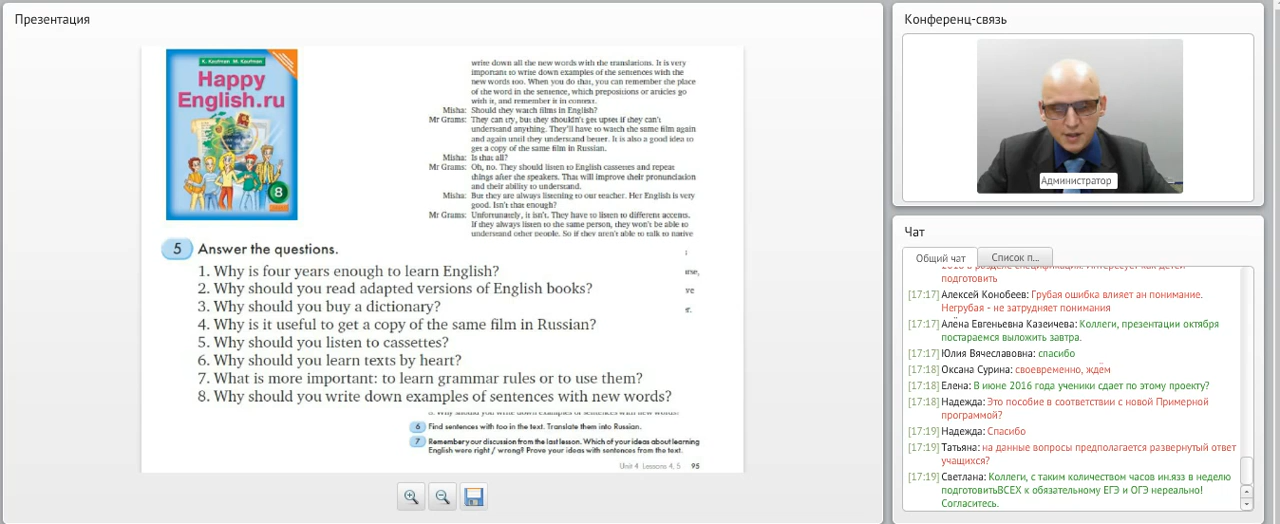 Презентация
K. Kaufman M. Kaufman
Happy
English.ru
8
write down all the new words with the translations. It is very
important to write down examples of the sentences with the
new words too. When you do that, you can remember the place
of the word in the sentence, which prepositions or articles go
with it, and remember it in context.
Misha: Should they watch films in English?
Mr Grams: They can try, but they shouldn't get upset if they can't
understand anything. They'll have to watch the same film again
and again until they understand better. It is also a good idea to
get a copy of the same film in Russian.
Misha: Is that all?
Mr Grams: Oh, no. They should listen to English cassettes and repeat
things after the speakers. That will improve their pronunciation
and their ability to understand.
Misha: But they are always listening to our teacher. Her English is very
good. Isn't that enough?
Mr Grams: Unfortunately, it isn't. They have to listen to different accents.
If they always listen to the same person, they won't be able to
understand other people. So if they aren't able to talk to native
5 Answer the questions.
1. Why is four years enough to learn English?
2. Why should you read adapted versions of English books?
3. Why should you buy a dictionary?
4. Why is it useful to get a copy of the same film in Russian?
5. Why should you listen to cassettes?
6. Why should you learn texts by heart?
7. What is more important: to learn grammar rules or to use them?
8. Why should you write down examples of sentences with new words?
8. Why should you write down examples of sentences with new words?
6 Find sentences with too in the text. Translate them into Russian.
7 Remember your discussion from the last lesson. Which of your ideas about learning
English were right / wrong? Prove your ideas with sentences from the text.
Unit 4 Lessons 4, 5 95
Конференц-связь
Администратор
Чат
Общий чат
Список п...
подготовить
[17:17] Алексей Конобеев: Грубая ошибка влияет ан понимание.
Негрубая - не затрудняет понимания
[17:17] Алёна Евгеньевна Казеичева: Коллеги, презентации октября
постараемся выложить завтра.
[17:17] Юлия Вячеславовна: спасибо
[17:18] Оксана Сурина: своевременно, ждем
[17:18] Елена: В июне 2016 года ученики сдает по этому проекту?
[17:18] Надежда: Это пособие в соответствии с новой Примерной
программой?
[17:19] Надежда: Спасибо
[17:19] Татьяна: на данные вопросы предполагается развернутый ответ
учащихся?
[17:19] Светлана: Коллеги, с таким количеством часов ин.язз в неделю
подготовитьВСЕХ к обязательному ЕГЭ и ОГЭ нереально!
Согласитесь.